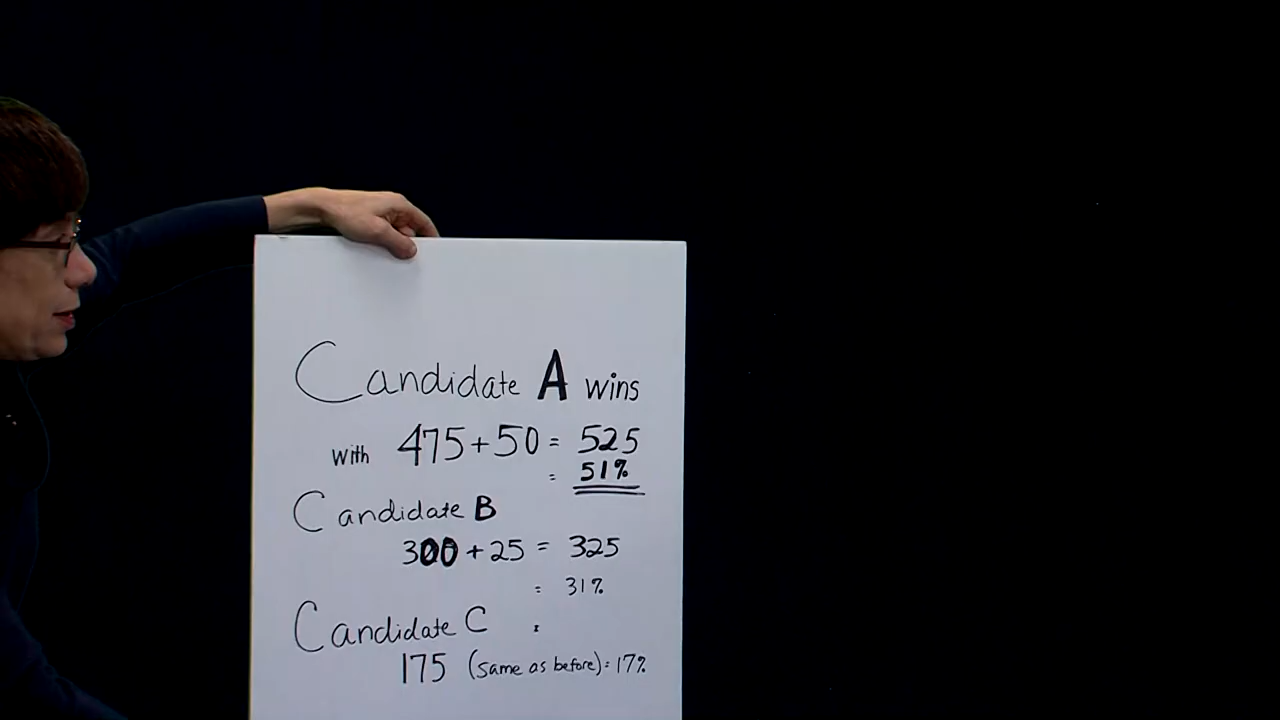 Candidate A wins
with 475+50 = 525
= 51%
Candidate B
300 + 25 = 325
= 31%
Candidate C :
175 (same as before) = 17%